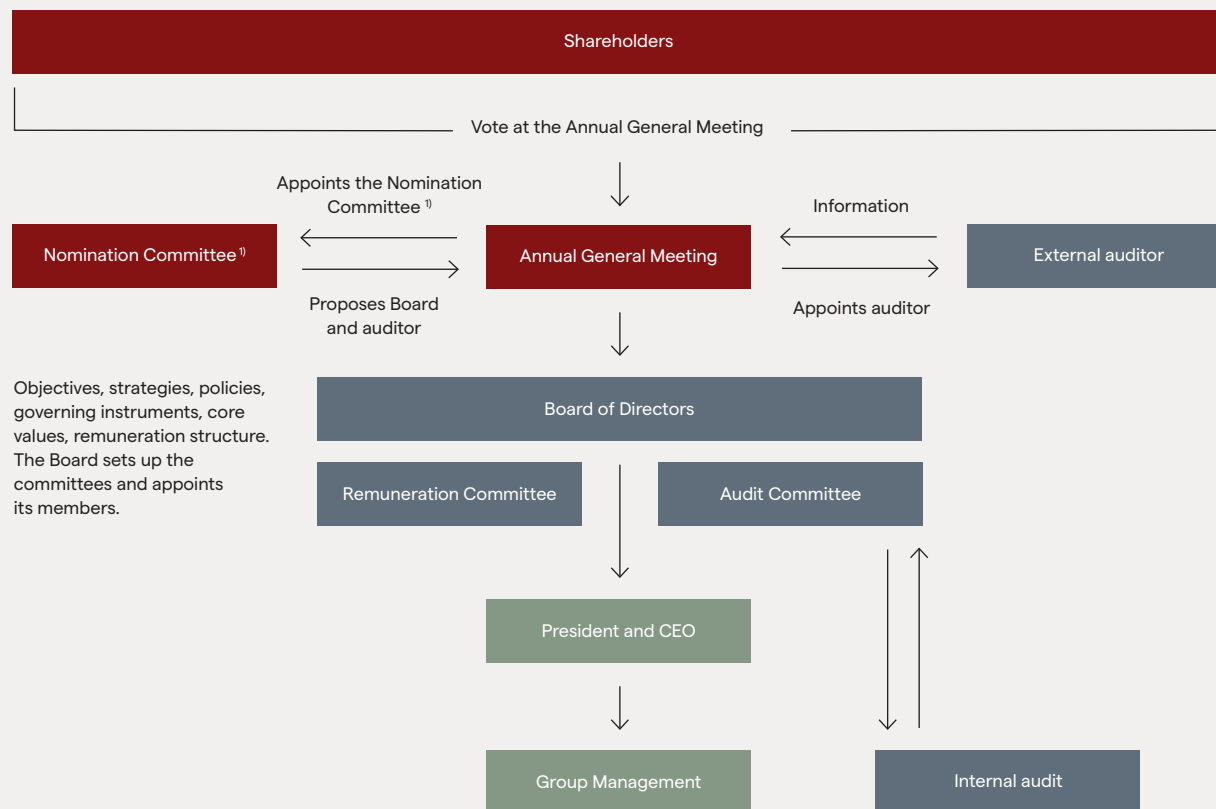 Shareholders
Vote at the Annual General Meeting
Appoints the Nomination
Committee ¹⁾
Information
Nomination Committee ¹⁾
Annual General Meeting
External auditor
Proposes Board
and auditor
Appoints auditor
Objectives, strategies, policies,
governing instruments, core
values, remuneration structure.
The Board sets up the
committees and appoints
its members.
Board of Directors
Remuneration Committee
Audit Committee
President and CEO
Group Management
Internal audit